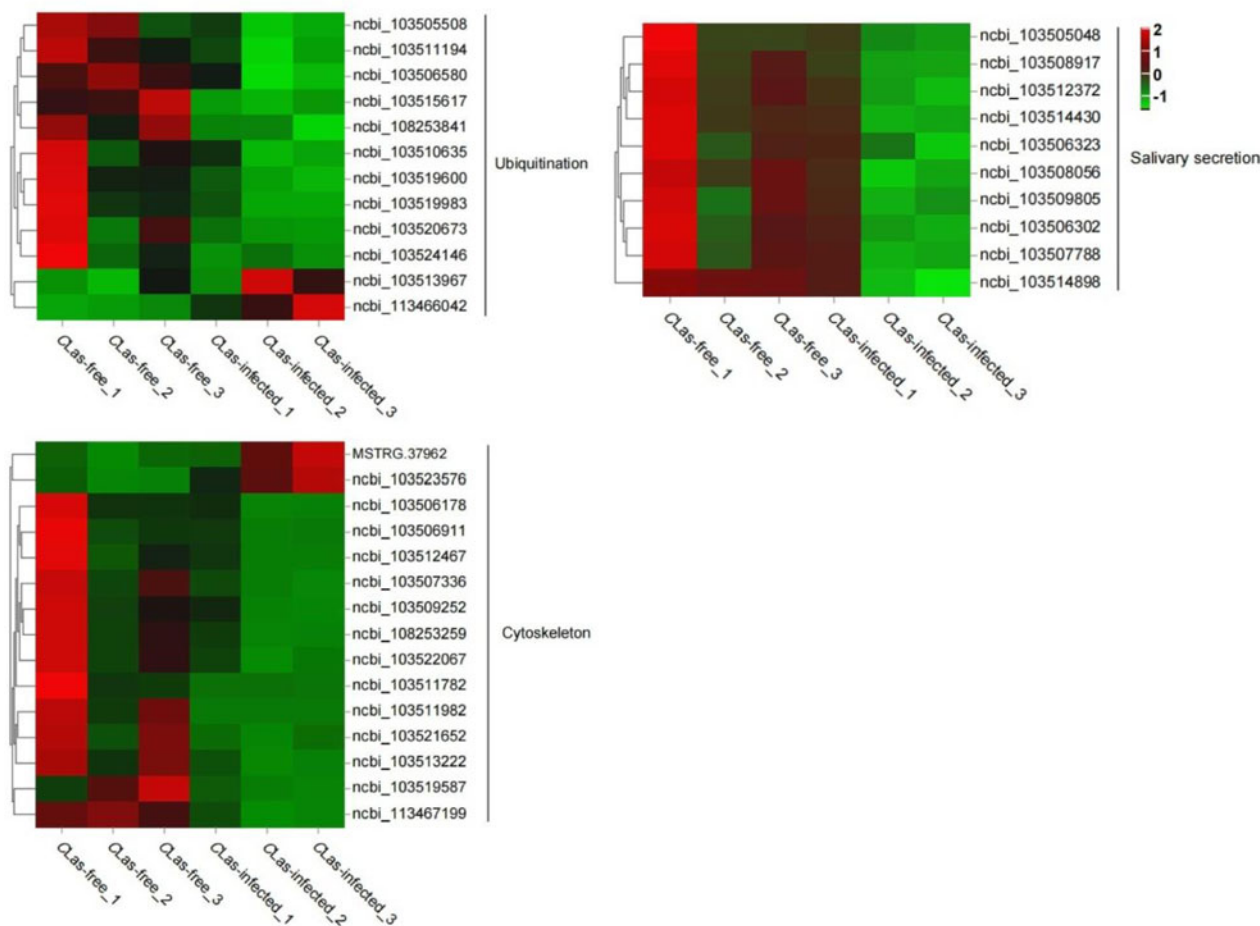 ncbi_103505508
ncbi_103511194
ncbi_103506580
ncbi_103515617
ncbi_108253841
ncbi_103510635
ncbi_103519600
ncbi_103519983
ncbi_103520673
ncbi_103524146
ncbi_103513967
ncbi_113466042
Ubiquitination
CLas-free_1
CLas-free_2
CLas-free_3
CLas-infected_1
CLas-infected_2
CLas-infected_3
ncbi_103505048
ncbi_103508917
ncbi_103512372
ncbi_103514430
ncbi_103506323
ncbi_103508056
ncbi_103509805
ncbi_103506302
ncbi_103507788
ncbi_103514898
2
1
0
-1
Salivary secretion
CLas-free_1
CLas-free_2
CLas-free_3
CLas-infected_1
CLas-infected_2
CLas-infected_3
MSTRG.37962
ncbi_103523576
ncbi_103506178
ncbi_103506911
ncbi_103512467
ncbi_103507336
ncbi_103509252
ncbi_108253259
ncbi_103522067
ncbi_103511782
ncbi_103511982
ncbi_103521652
ncbi_103513222
ncbi_103519587
ncbi_113467199
Cytoskeleton
CLas-free_1
CLas-free_2
CLas-free_3
CLas-infected_1
CLas-infected_2
CLas-infected_3